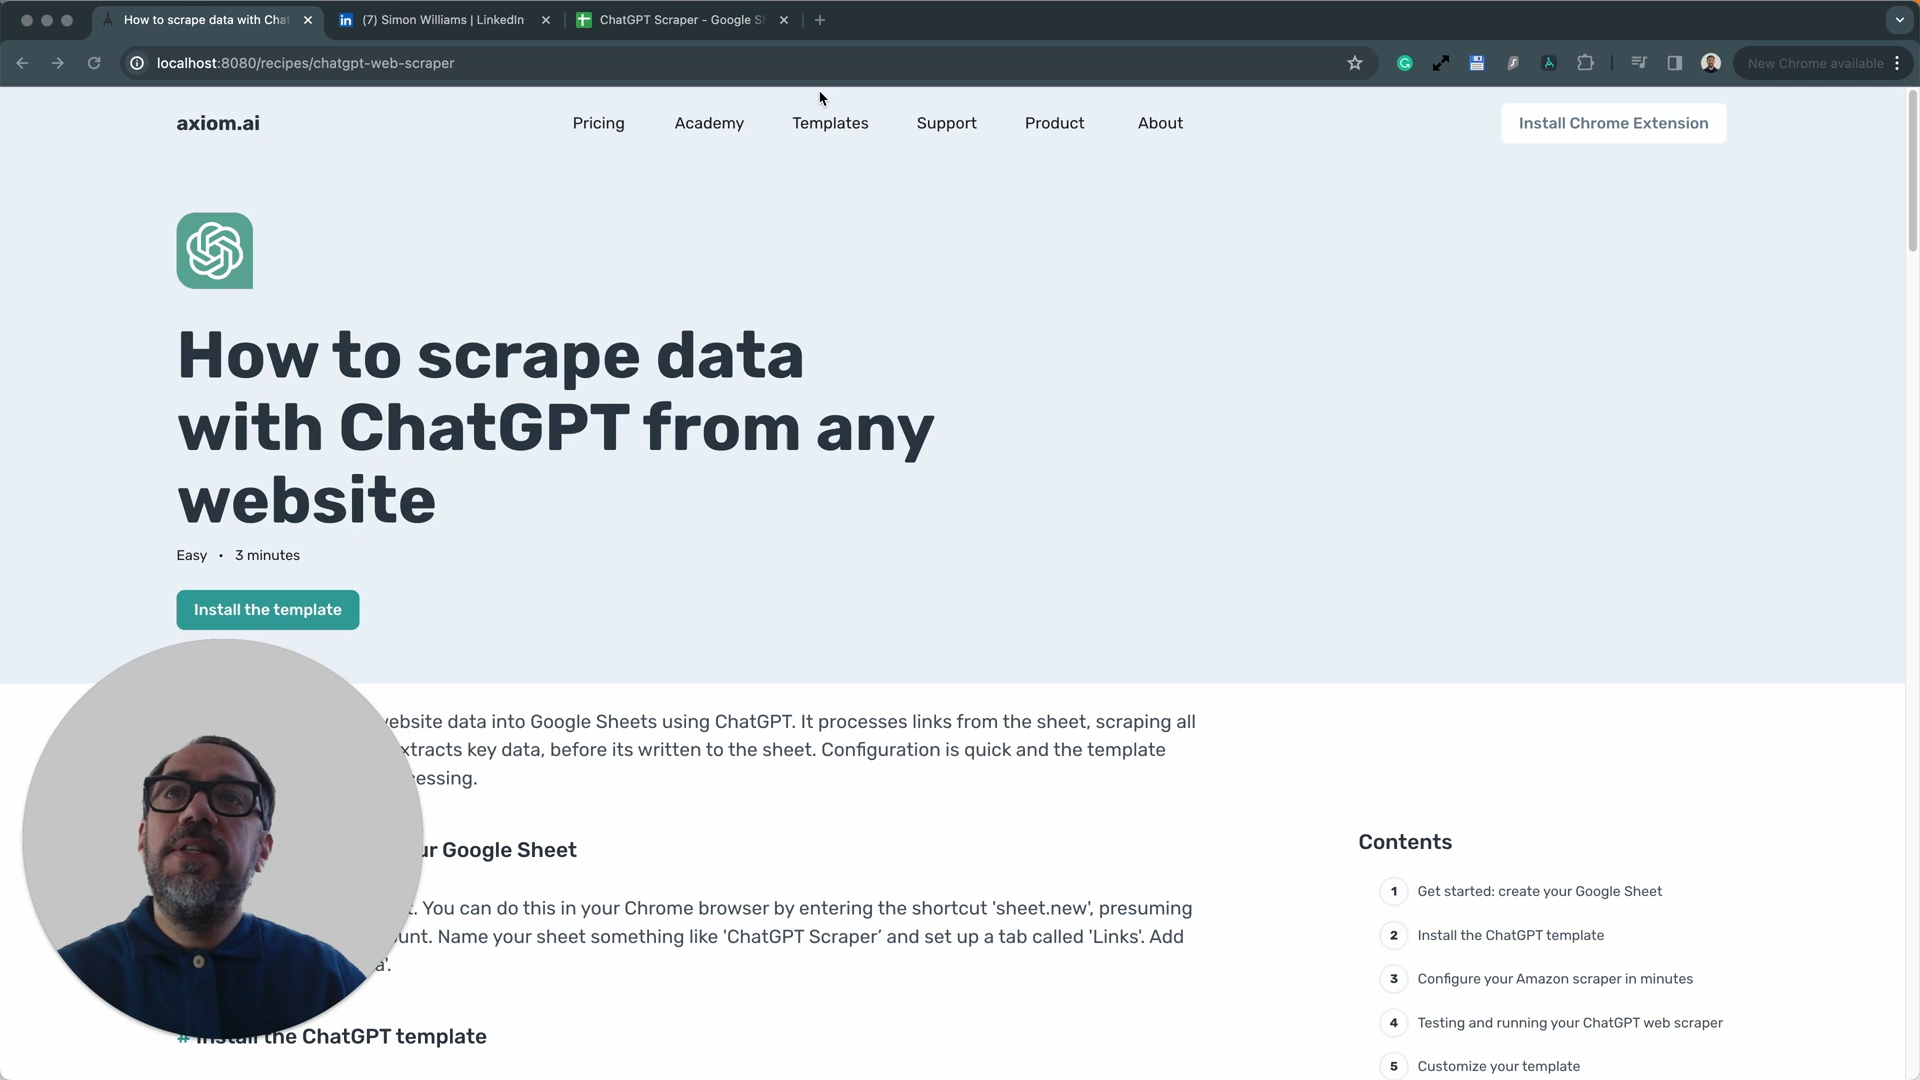 How to scrape data with Chat
(7) Simon Williams | LinkedIn
ChatGPT Scraper - Google S
localhost:8080/recipes/chatgpt-web-scraper
New Chrome available
axiom.ai
Pricing
Academy
Templates
Support
Product
About
Install Chrome Extension
How to scrape data
with ChatGPT from any
website
Easy • 3 minutes
Install the template
website data into Google Sheets using ChatGPT. It processes links from the sheet, scraping all
xtracts key data, before its written to the sheet. Configuration is quick and the template
cessing.
ur Google Sheet
t. You can do this in your Chrome browser by entering the shortcut 'sheet.new', presuming
unt. Name your sheet something like 'ChatGPT Scraper’ and set up a tab called 'Links'. Add
a'.
# Install the ChatGPT template
Contents
1 Get started: create your Google Sheet
2 Install the ChatGPT template
3 Configure your Amazon scraper in minutes
4 Testing and running your ChatGPT web scraper
5 Customize your template